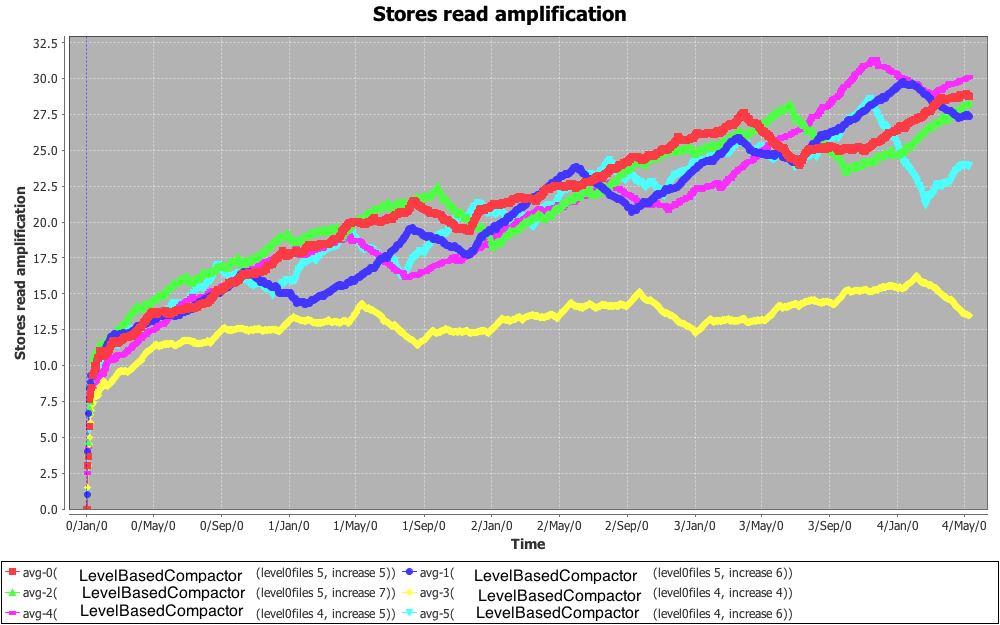 Stores read amplification
Stores read amplification
32.5
30.0
27.5
25.0
22.5
20.0
17.5
15.0
12.5
10.0
7.5
5.0
2.5
0.0
0/Jan/0 0/May/0 0/Sep/0 1/Jan/0 1/May/0 1/Sep/0 2/Jan/0 2/May/0 2/Sep/0 3/Jan/0 3/May/0 3/Sep/0 4/Jan/0 4/May/0
Time
avg-0( LevelBasedCompactor (level0files 5, increase 5)) avg-1( LevelBasedCompactor (level0files 5, increase 6))
avg-2( LevelBasedCompactor (level0files 5, increase 7)) avg-3( LevelBasedCompactor (level0files 4, increase 4))
avg-4( LevelBasedCompactor (level0files 4, increase 5)) avg-5( LevelBasedCompactor (level0files 4, increase 6))